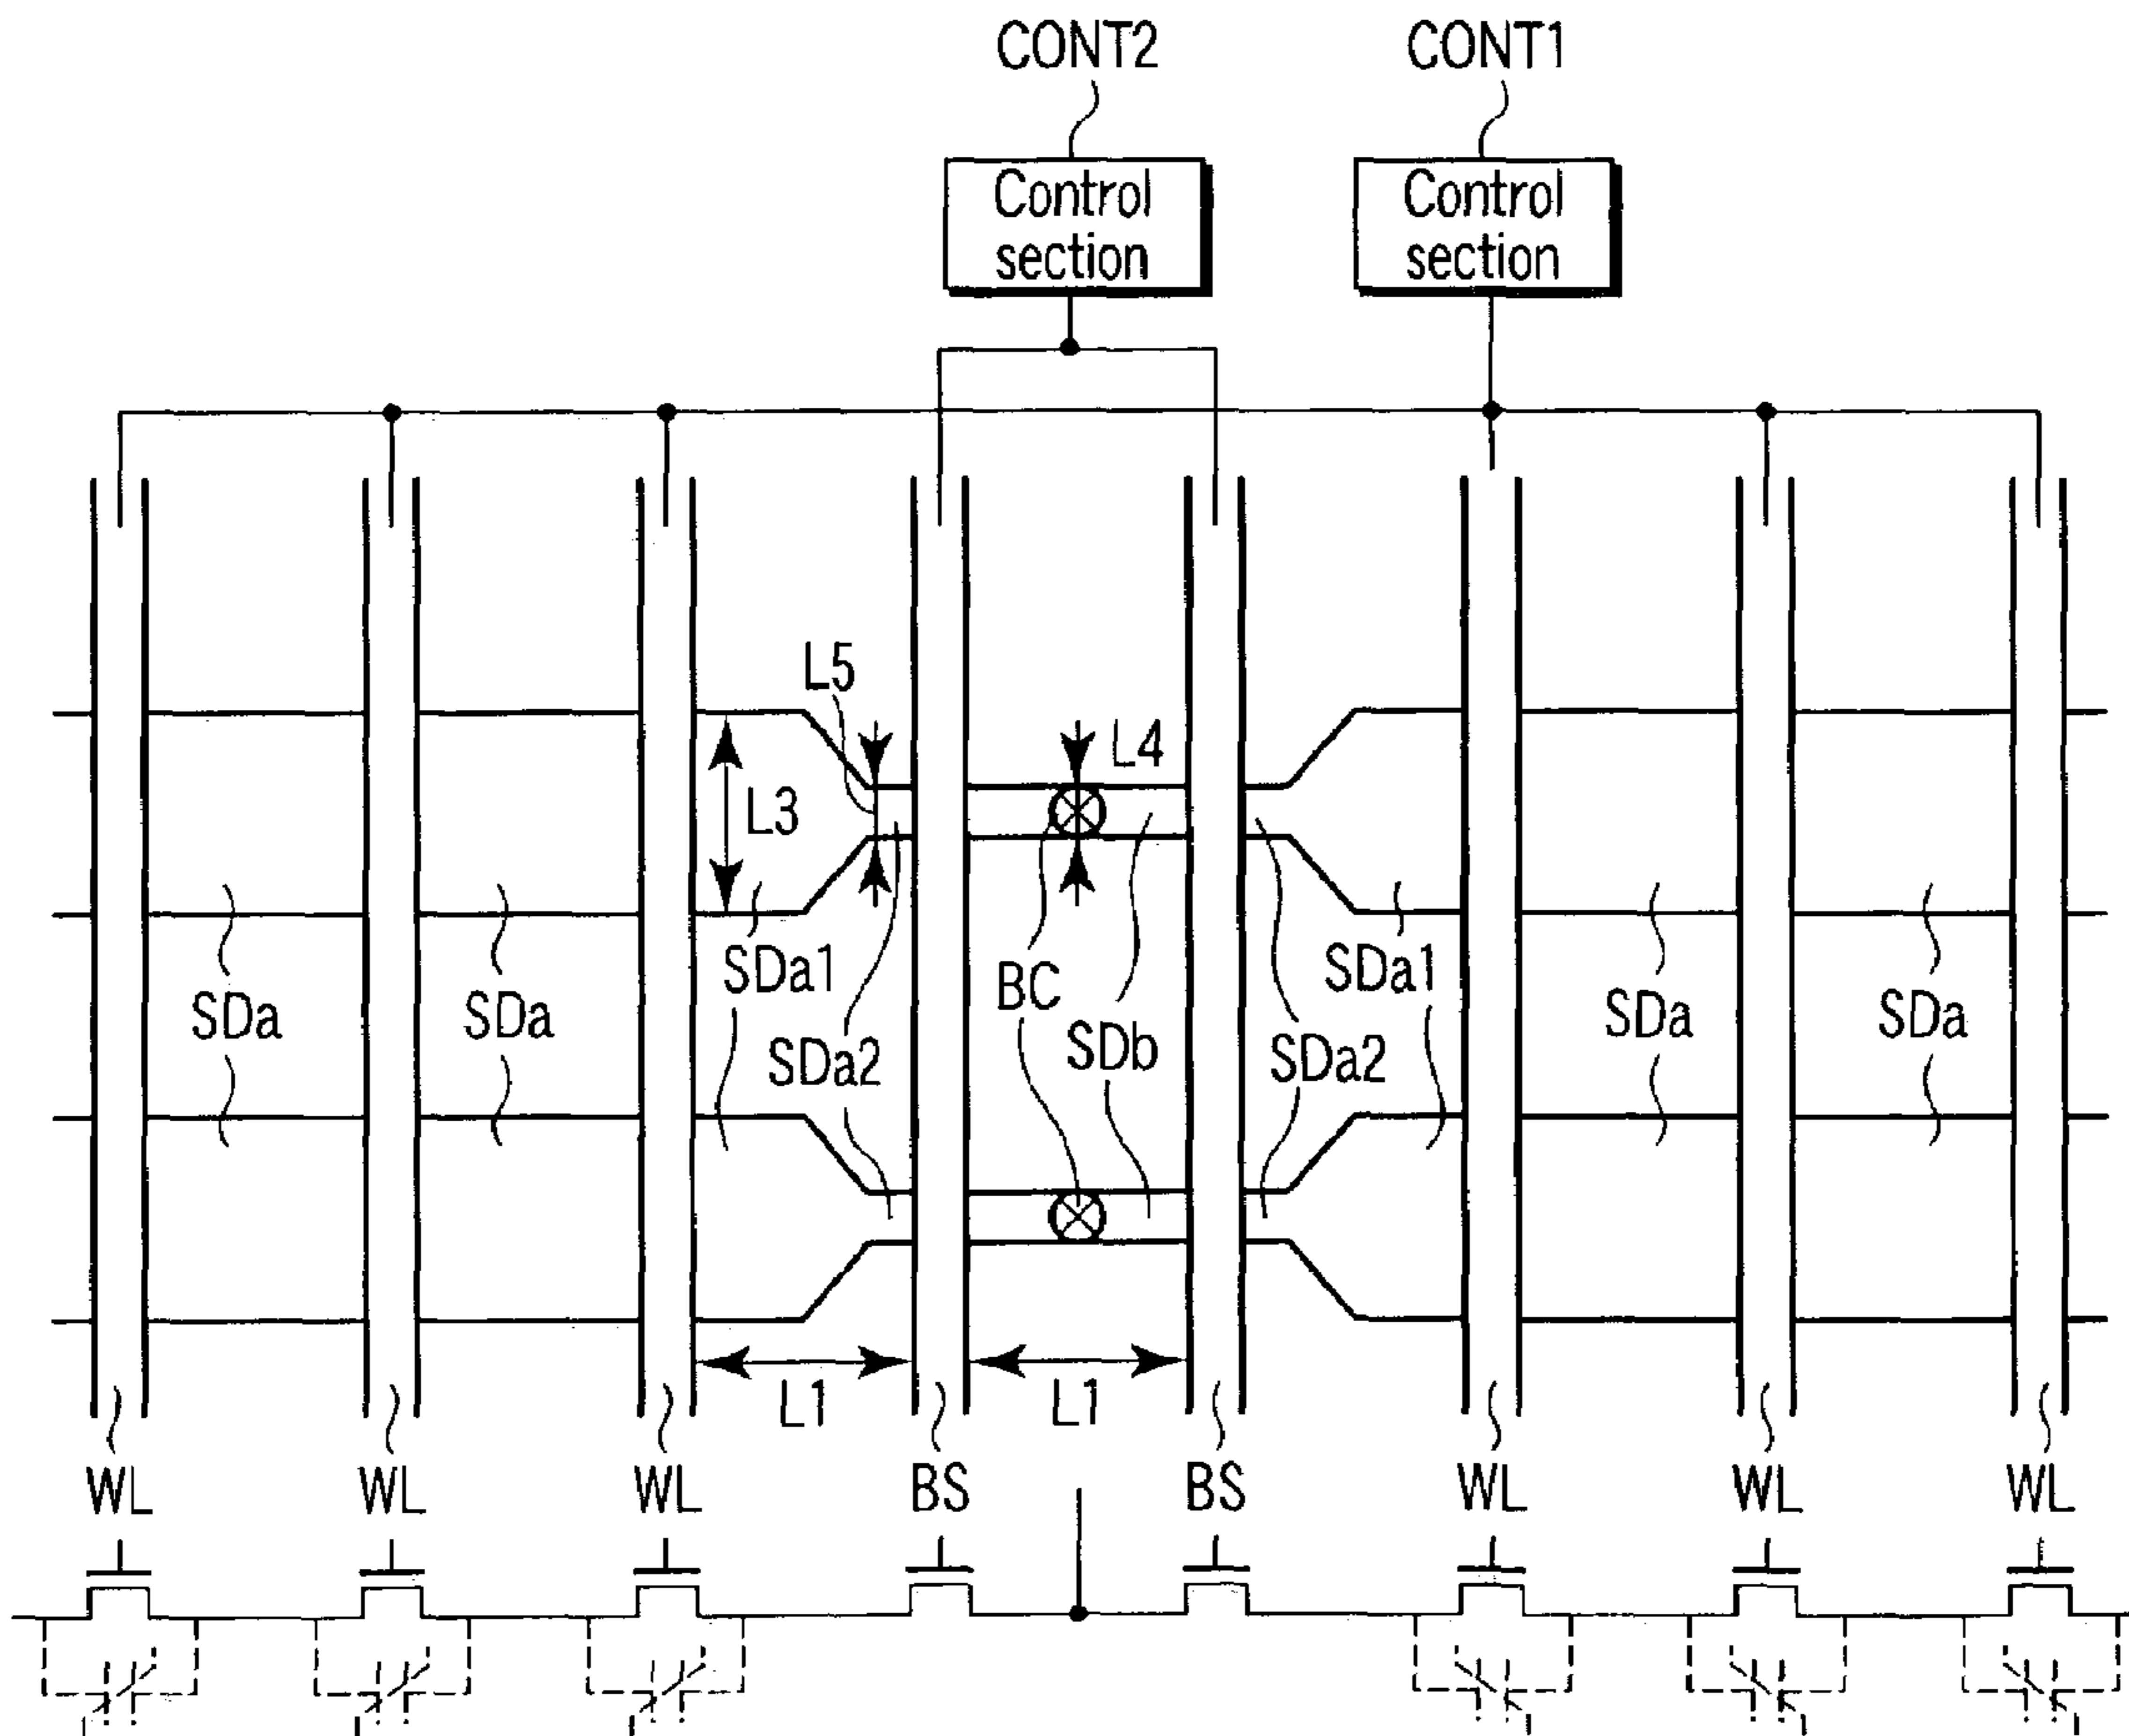 CONT2 CONT1
Control section Control section
L5
L4
L3
SDa1 BC SDa1
SDa SDa SDa SDa
SDa2 SDb SDa2
L1 L1
WL WL WL BS BS WL WL WL